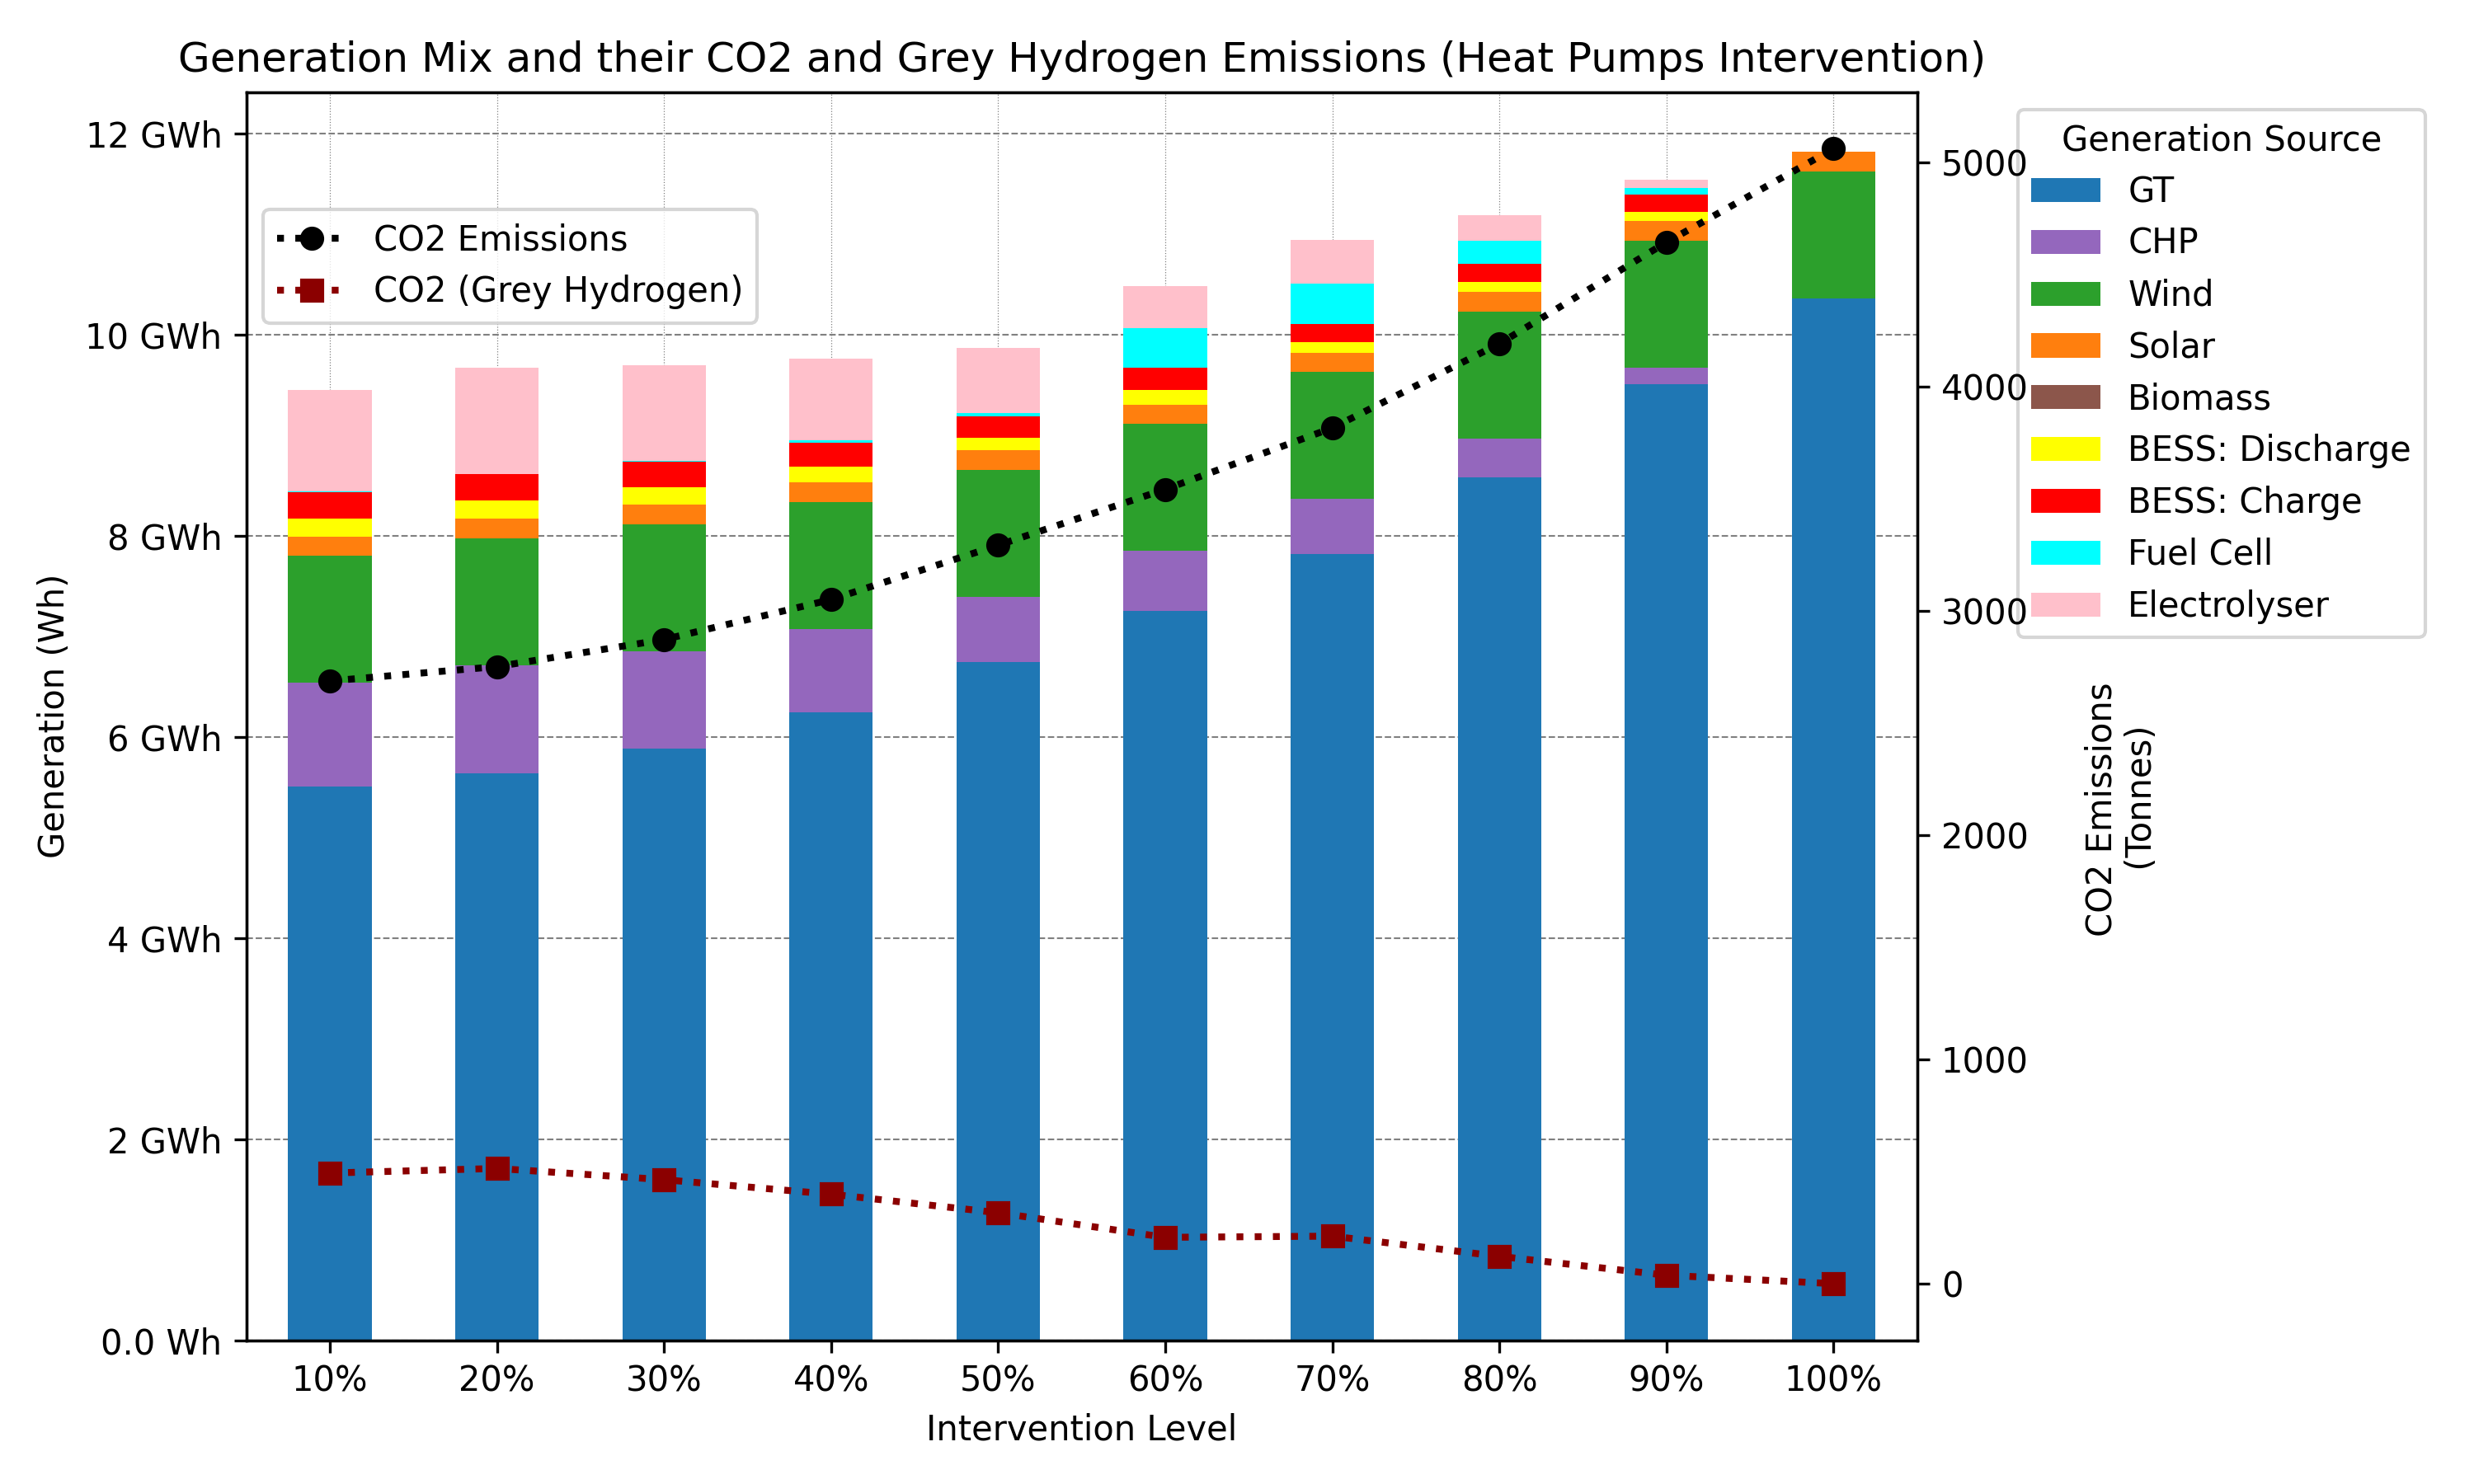 Generation Mix and their CO2 and Grey Hydrogen Emissions (Heat Pumps Intervention)
12 GWh
10 GWh
8 GWh
6 GWh
4 GWh
2 GWh
0.0 Wh
Generation (Wh)
CO2 Emissions
CO2 (Grey Hydrogen)
10%
20%
30%
40%
50%
60%
70%
80%
90%
100%
Intervention Level
5000
4000
3000
2000
1000
0
CO2 Emissions
(Tonnes)
Generation Source
GT
CHP
Wind
Solar
Biomass
BESS: Discharge
BESS: Charge
Fuel Cell
Electrolyser